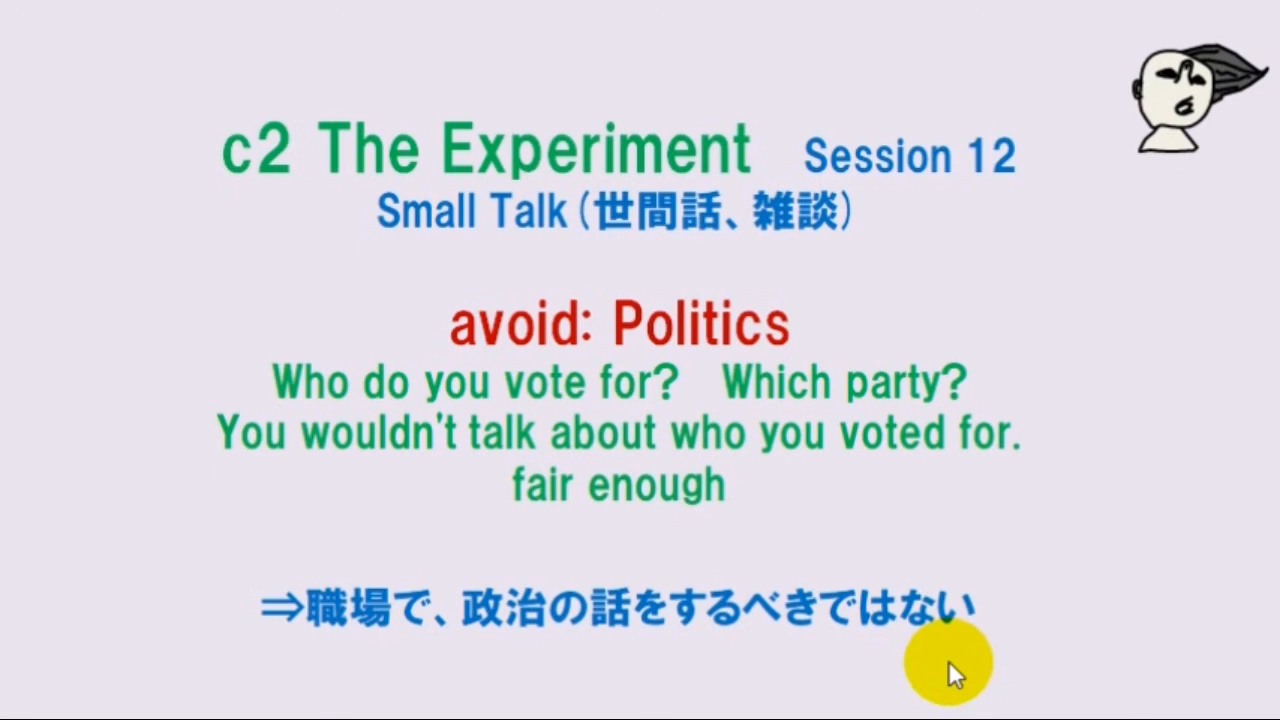 c2 The Experiment Session 12
Small Talk(世間話、雑談)
avoid: Politics
Who do you vote for? Which party?
You wouldn't talk about who you voted for.
fair enough
⇒職場で、政治の話をするべきではない